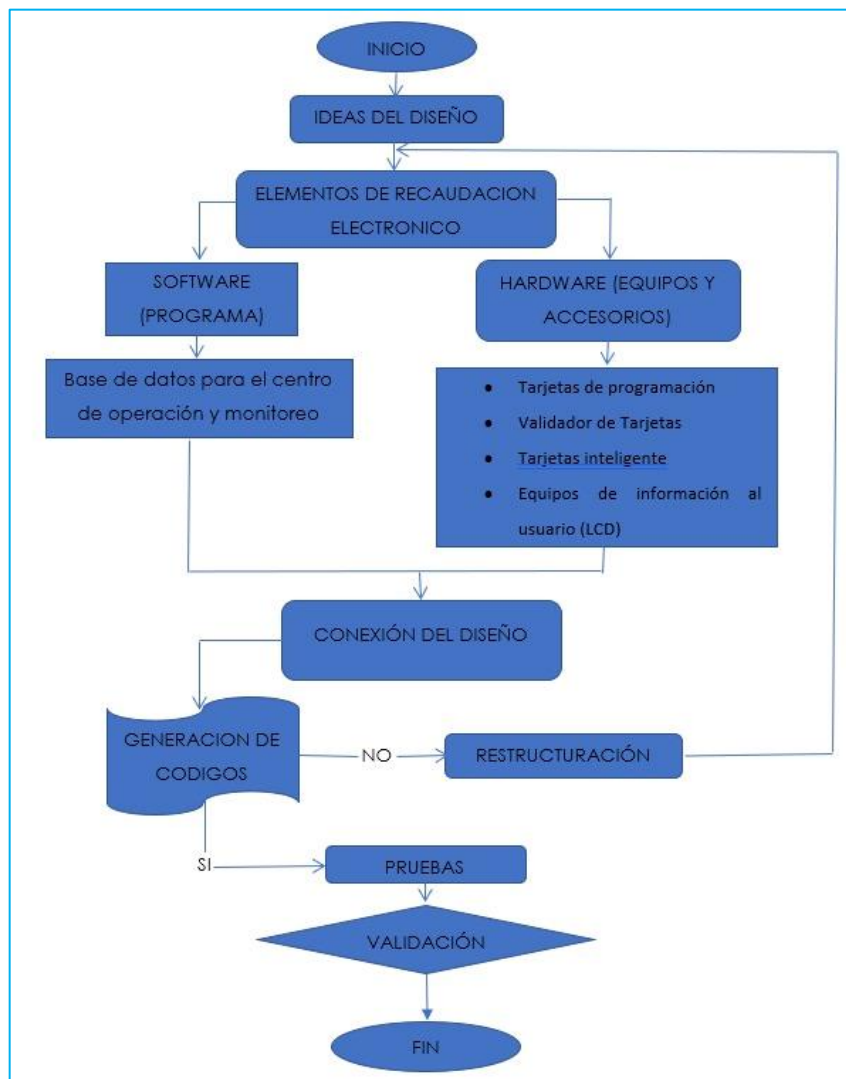 INICIO
IDEAS DEL DISEÑO
ELEMENTOS DE RECAUDACION
ELECTRONICO
SOFTWARE
(PROGRAMA)
HARDWARE (EQUIPOS Y
ACCESORIOS)
Base de datos para el centro
de operación y monitoreo
• Tarjetas de programación
• Validador de Tarjetas
• Tarjetas inteligente
• Equipos de información al
usuario (LCD)
CONEXIÓN DEL DISEÑO
GENERACION DE
CODIGOS
NO
RESTRUCTURACIÓN
SI
PRUEBAS
VALIDACIÓN
FIN